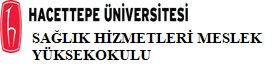 HACETTEPE ÜNİVERSİTESİ
SAĞLIK HİZMETLERİ MESLEK
YÜKSEKOKULU